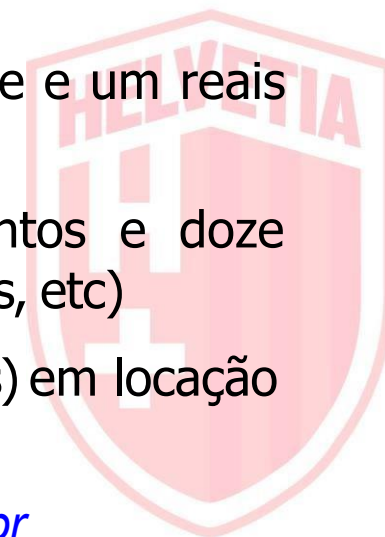 HELVETIA
e e um reais
ntos e doze
s, etc)
s) em locação
or